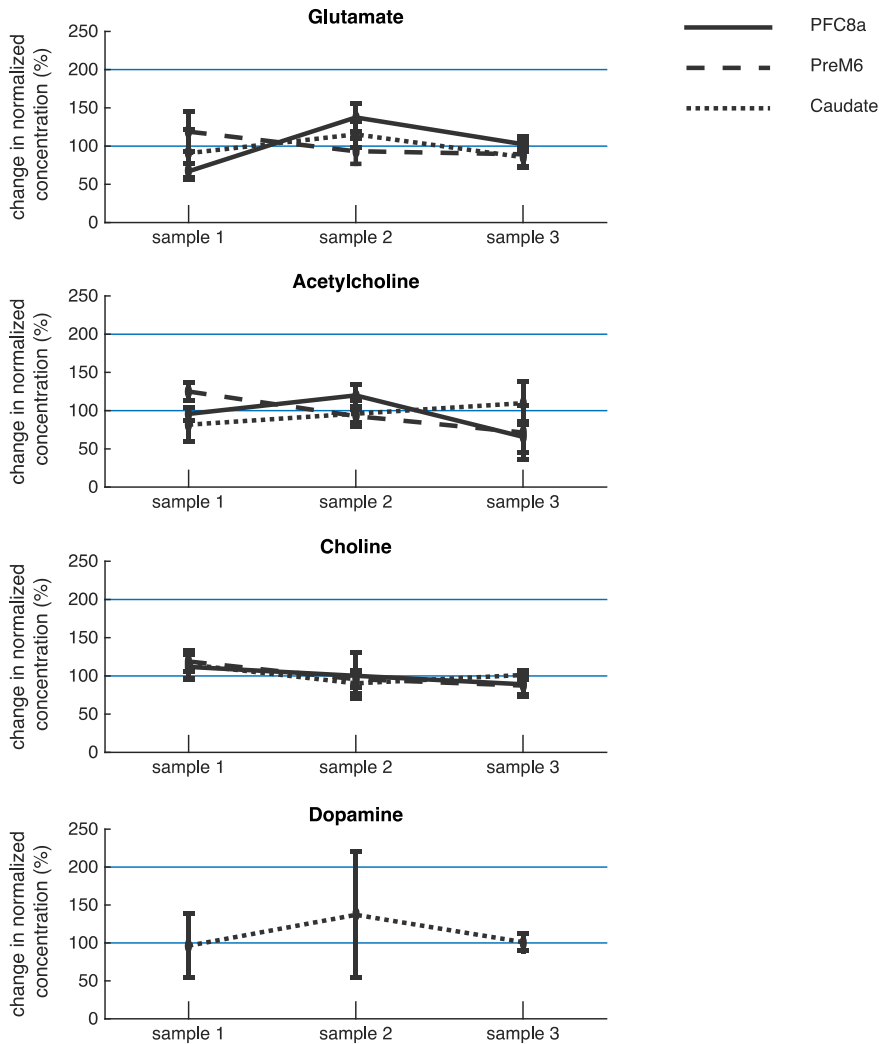 Glutamate
PFC8a
PreM6
Caudate
change in normalized
concentration (%)
250
200
150
100
50
0
sample 1 sample 2 sample 3
Acetylcholine
change in normalized
concentration (%)
250
200
150
100
50
0
sample 1 sample 2 sample 3
Choline
change in normalized
concentration (%)
250
200
150
100
50
0
sample 1 sample 2 sample 3
Dopamine
change in normalized
concentration (%)
250
200
150
100
50
0
sample 1 sample 2 sample 3